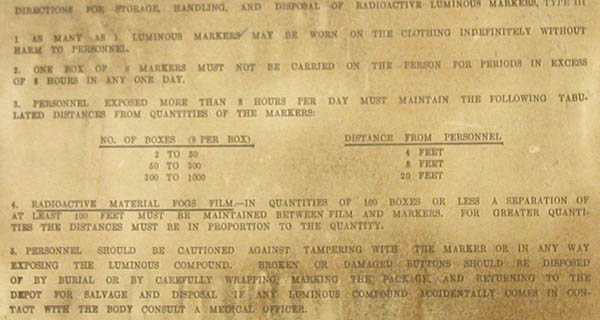 DIRECTIONS FOR STORAGE, HANDLING, AND DISPOSAL OF RADIOACTIVE LUMINOUS MARKERS, TYPE III
1 AS MANY AS 1 LUMINOUS MARKERS MAY BE WORN ON THE CLOTHING INDEFINITELY WITHOUT
HARM TO PERSONNEL.
2. ONE BOX OF 8 MARKERS MUST NOT BE CARRIED ON THE PERSON FOR PERIODS IN EXCESS
OF 8 HOURS IN ANY ONE DAY.
3. PERSONNEL EXPOSED MORE THAN 8 HOURS PER DAY MUST MAINTAIN THE FOLLOWING TABU-
LATED DISTANCES FROM QUANTITIES OF THE MARKERS:
NO. OF BOXES (8 PER BOX) DISTANCE FROM PERSONNEL
2 TO 50 4 FEET
50 TO 300 8 FEET
300 TO 1000 20 FEET
4. RADIOACTIVE MATERIAL FOGS FILM.—IN QUANTITIES OF 100 BOXES OR LESS A SEPARATION OF
AT LEAST 100 FEET MUST BE MAINTAINED BETWEEN FILM AND MARKERS. FOR GREATER QUANTI-
TIES THE DISTANCES MUST BE IN PROPORTION TO THE QUANTITY.
5. PERSONNEL SHOULD BE CAUTIONED AGAINST TAMPERING WITH THE MARKER OR IN ANY WAY
EXPOSING THE LUMINOUS COMPOUND. BROKEN OR DAMAGED BUTTONS SHOULD BE DISPOSED
OF BY BURIAL OR BY CAREFULLY WRAPPING, MARKING THE PACKAGE, AND RETURNING TO THE
DEPOT FOR SALVAGE AND DISPOSAL IF ANY LUMINOUS COMPOUND ACCIDENTALLY COMES IN CON-
TACT WITH THE BODY CONSULT A MEDICAL OFFICER.